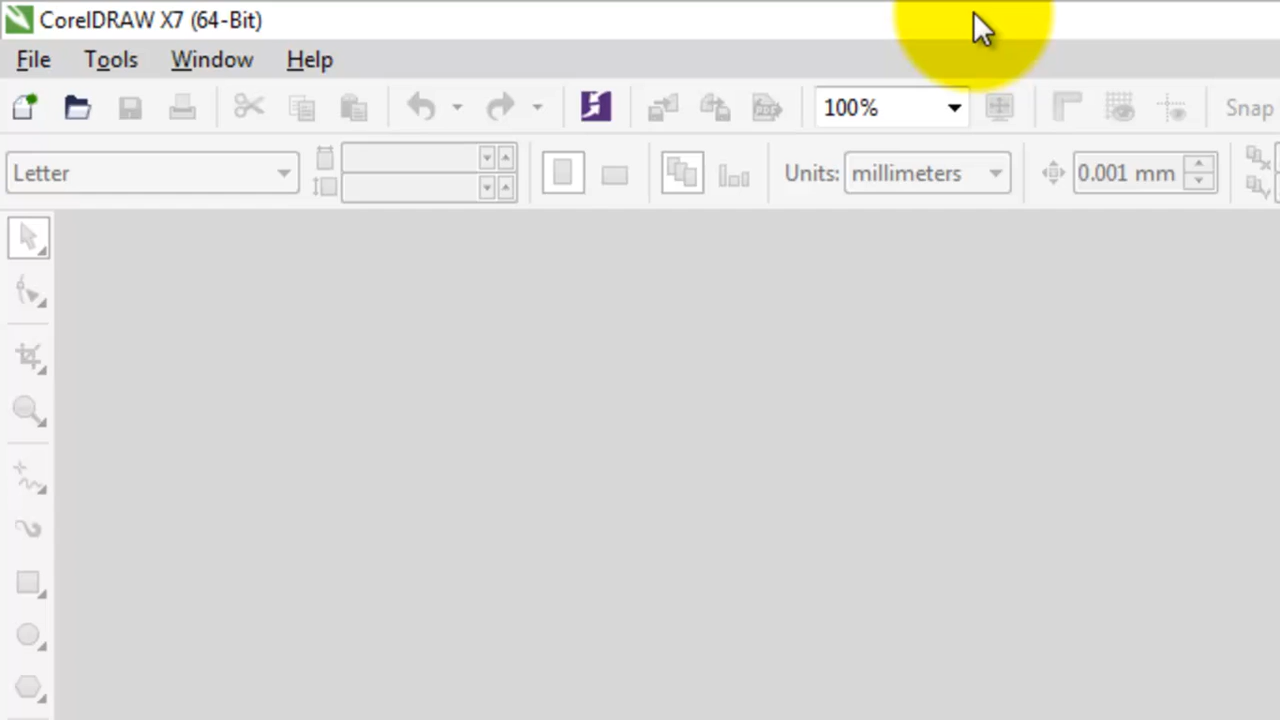 CorelDRAW X7 (64-Bit)
File Tools Window Help
100% Snap
Letter Units: millimeters 0.001 mm